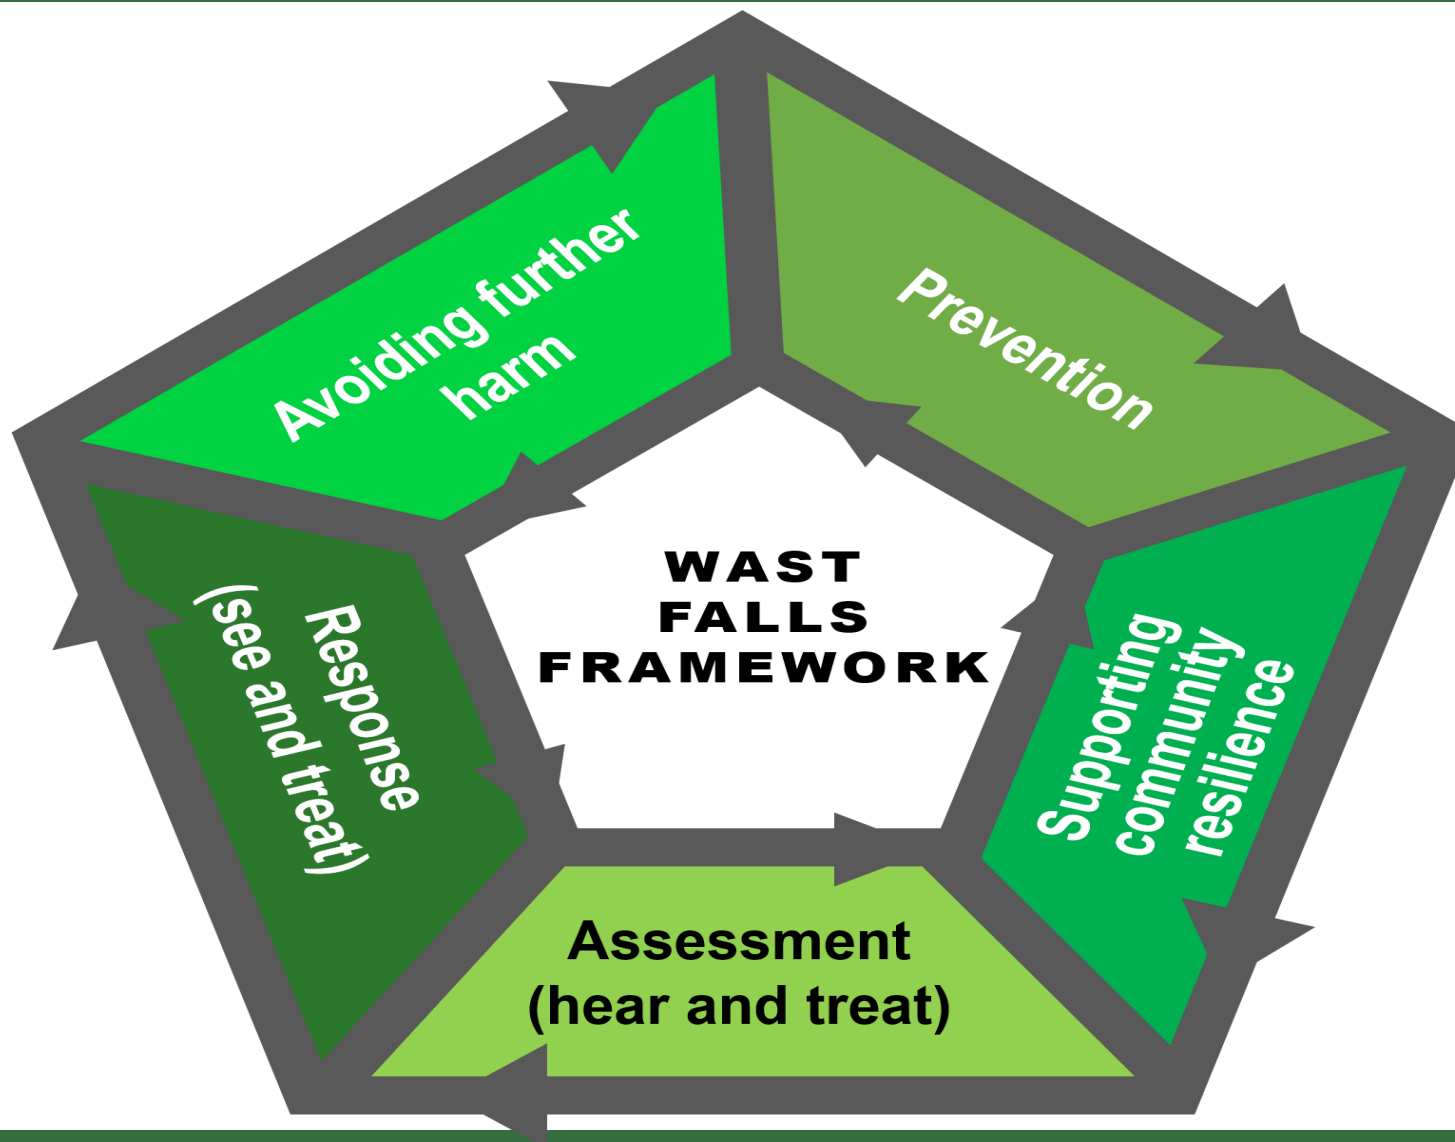 Avoiding further
harm
Prevention
WAST
FALLS
FRAMEWORK
Response
(see and treat)
Supporting
community
resilience
Assessment
(hear and treat)